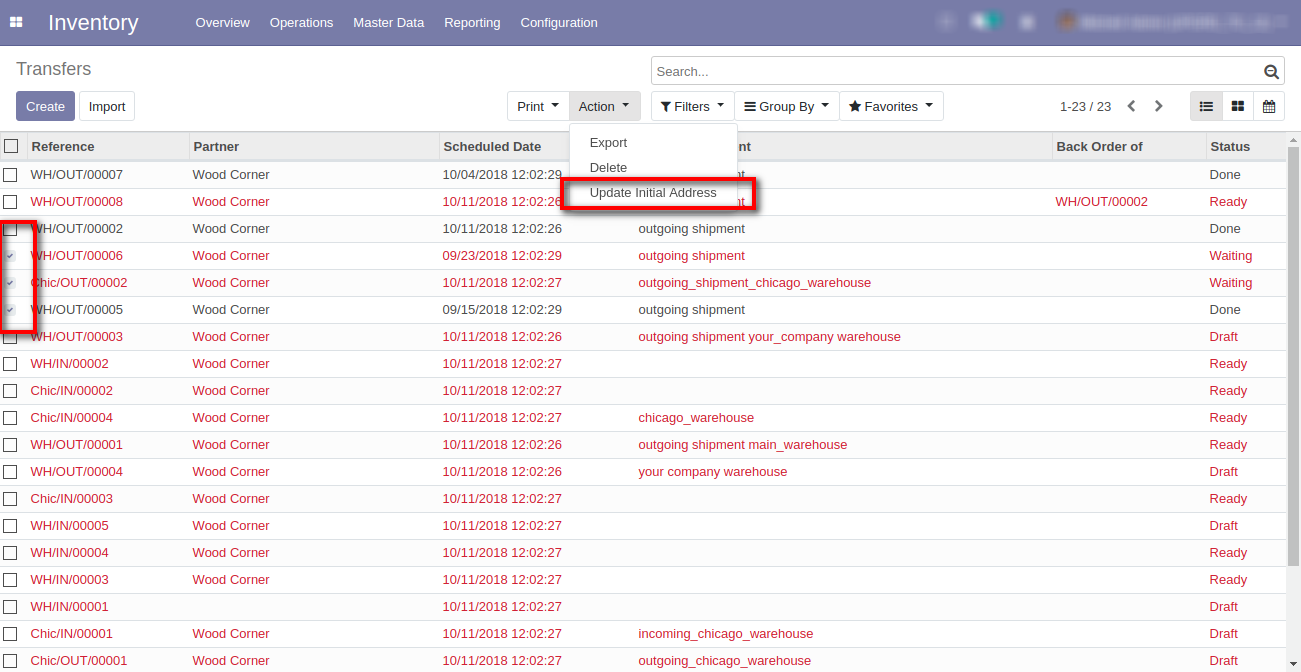 Inventory Overview Operations Master Data Reporting Configuration
Transfers
Search...
Create Import Print Action Filters Group By Favorites 1-23 / 23
Export
Delete
Update Initial Address
Reference Partner Scheduled Date nt Back Order of Status
WH/OUT/00007 Wood Corner 10/04/2018 12:02:29 nt Done
WH/OUT/00008 Wood Corner 10/11/2018 12:02:26 nt WH/OUT/00002 Ready
WH/OUT/00002 Wood Corner 10/11/2018 12:02:26 outgoing shipment Done
WH/OUT/00006 Wood Corner 09/23/2018 12:02:29 outgoing shipment Waiting
Chic/OUT/00002 Wood Corner 10/11/2018 12:02:27 outgoing_shipment_chicago_warehouse Waiting
WH/OUT/00005 Wood Corner 09/15/2018 12:02:29 outgoing shipment Done
WH/OUT/00003 Wood Corner 10/11/2018 12:02:26 outgoing shipment your_company warehouse Draft
WH/IN/00002 Wood Corner 10/11/2018 12:02:27 Ready
Chic/IN/00002 Wood Corner 10/11/2018 12:02:27 Ready
Chic/IN/00004 Wood Corner 10/11/2018 12:02:27 chicago_warehouse Ready
WH/OUT/00001 Wood Corner 10/11/2018 12:02:26 outgoing shipment main_warehouse Ready
WH/OUT/00004 Wood Corner 10/11/2018 12:02:26 your company warehouse Draft
Chic/IN/00003 Wood Corner 10/11/2018 12:02:27 Ready
WH/IN/00005 Wood Corner 10/11/2018 12:02:27 Draft
WH/IN/00004 Wood Corner 10/11/2018 12:02:27 Ready
WH/IN/00003 Wood Corner 10/11/2018 12:02:27 Ready
WH/IN/00001 10/11/2018 12:02:27 Draft
Chic/IN/00001 Wood Corner 10/11/2018 12:02:27 incoming_chicago_warehouse Draft
Chic/OUT/00001 Wood Corner 10/11/2018 12:02:27 outgoing_chicago_warehouse Draft